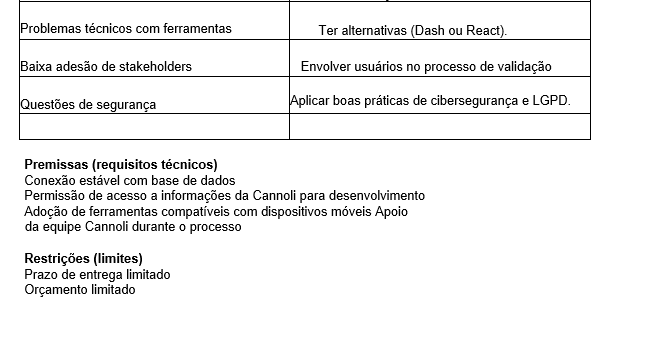 Problemas técnicos com ferramentas
Ter alternativas (Dash ou React).
Baixa adesão de stakeholders
Envolver usuários no processo de validação
Questões de segurança
Aplicar boas práticas de cibersegurança e LGPD.
Premissas (requisitos técnicos)
Conexão estável com base de dados
Permissão de acesso a informações da Cannoli para desenvolvimento
Adoção de ferramentas compatíveis com dispositivos móveis Apoio
da equipe Cannoli durante o processo
Restrições (limites)
Prazo de entrega limitado
Orçamento limitado